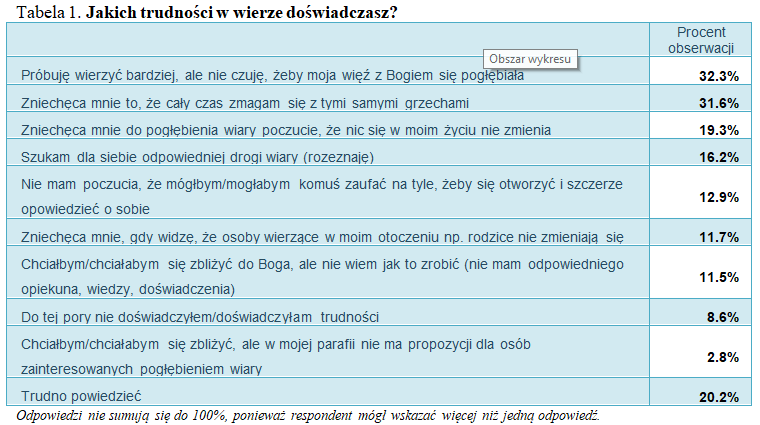 Tabela 1. Jakich trudności w wierze doświadczasz?
Procent
obserwacji
Obszar wykresu
Próbuję wierzyć bardziej, ale nie czuję, żeby moja więź z Bogiem się pogłębiała 32.3%
Zniechęca mnie to, że cały czas zmagam się z tymi samymi grzechami 31.6%
Zniechęca mnie do pogłębienia wiary poczucie, że nic się w moim życiu nie zmienia 19.3%
Szukam dla siebie odpowiedniej drogi wiary (rozeznaję) 16.2%
Nie mam poczucia, że mógłbym/mogłabym komuś zaufać na tyle, żeby się otworzyć i szczerze
opowiedzieć o sobie 12.9%
Zniechęca mnie, gdy widzę, że osoby wierzące w moim otoczeniu np. rodzice nie zmieniają się 11.7%
Chciałbym/chciałabym się zbliżyć do Boga, ale nie wiem jak to zrobić (nie mam odpowiedniego
opiekuna, wiedzy, doświadczenia) 11.5%
Do tej pory nie doświadczyłem/doświadczyłam trudności 8.6%
Chciałbym/chciałabym się zbliżyć, ale w mojej parafii nie ma propozycji dla osób
zainteresowanych pogłębieniem wiary 2.8%
Trudno powiedzieć 20.2%
Odpowiedzi nie sumują się do 100%, ponieważ respondent mógł wskazać więcej niż jedną odpowiedź.